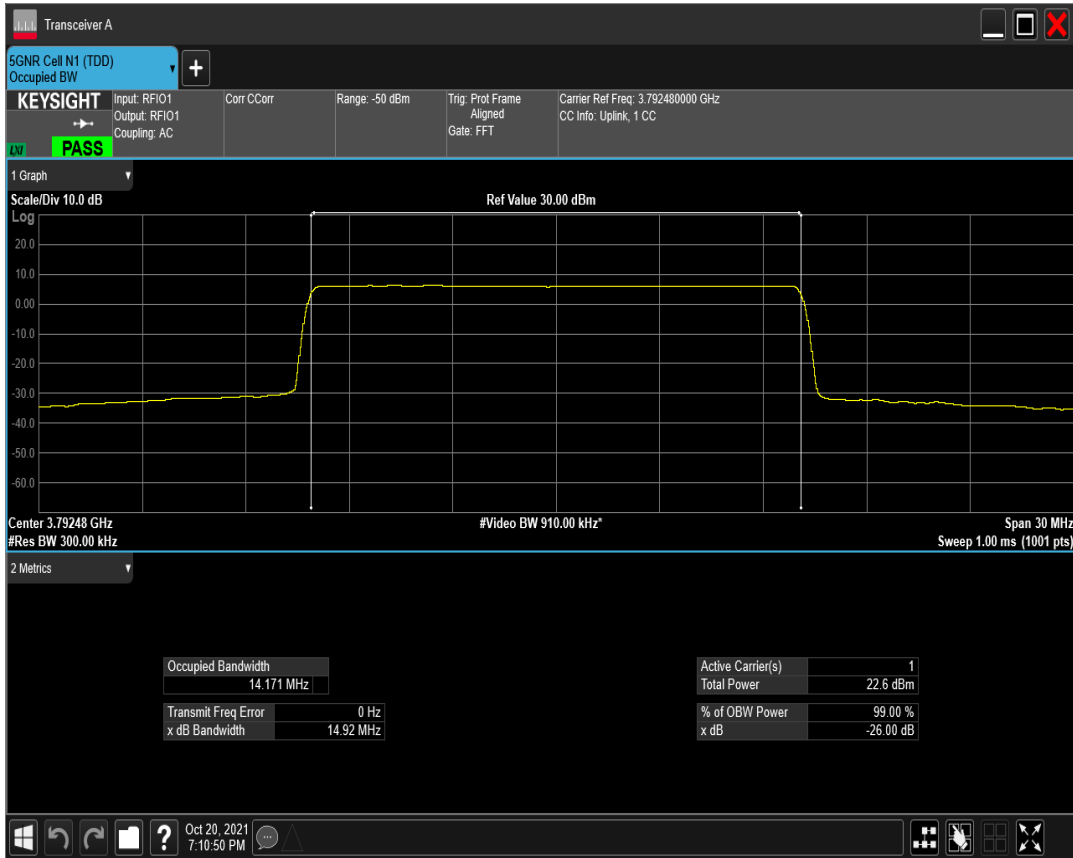 Transceiver A
5GNR Cell N1 (TDD)
Occupied BW
+
KEYSIGHT
LXI
PASS
Input: RFIO1
Output: RFIO1
Coupling: AC
Corr CCorr
Range: -50 dBm
Trig: Prot Frame
Aligned
Gate: FFT
Carrier Ref Freq: 3.792480000 GHz
CC Info: Uplink, 1 CC
1 Graph
Scale/Div 10.0 dB
Ref Value 30.00 dBm
Log
20.0
10.0
0.00
-10.0
-20.0
-30.0
-40.0
-50.0
-60.0
Center 3.79248 GHz
#Video BW 910.00 kHz*
Span 30 MHz
#Res BW 300.00 kHz
Sweep 1.00 ms (1001 pts)
2 Metrics
Occupied Bandwidth
14.171 MHz
Transmit Freq Error 0 Hz
x dB Bandwidth 14.92 MHz
Active Carrier(s) 1
Total Power 22.6 dBm
% of OBW Power 99.00 %
x dB -26.00 dB
?
Oct 20, 2021
7:10:50 PM